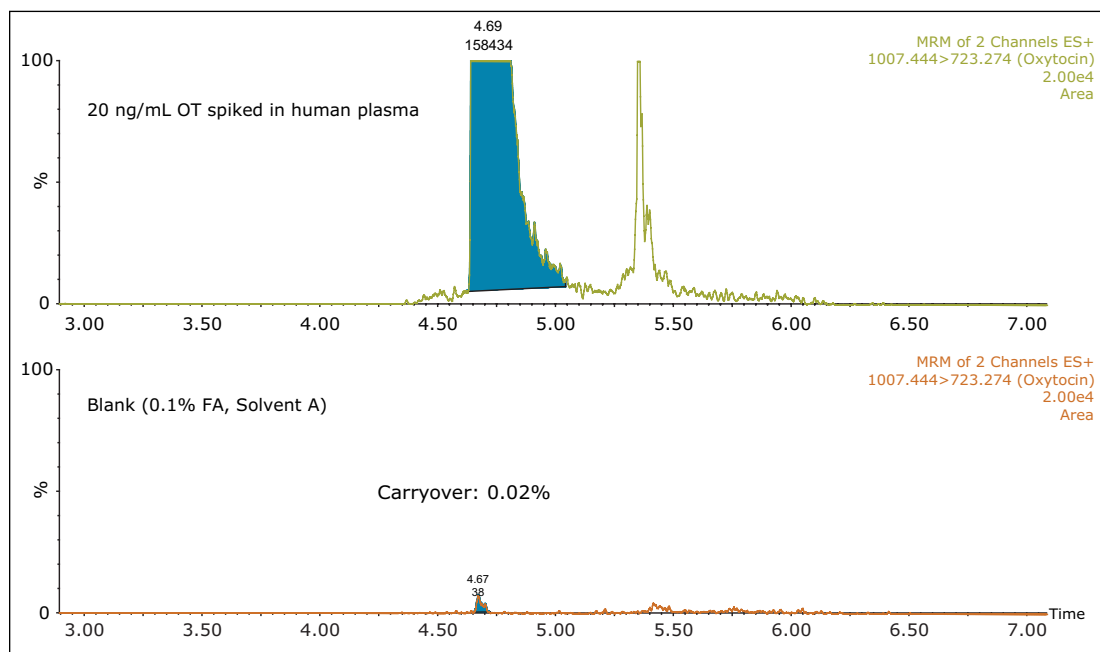 4.69
158434
MRM of 2 Channels ES+
1007.444>723.274 (Oxytocin)
2.00e4
Area
100
20 ng/mL OT spiked in human plasma
%
0
3.00 3.50 4.00 4.50 5.00 5.50 6.00 6.50 7.00
MRM of 2 Channels ES+
1007.444>723.274 (Oxytocin)
2.00e4
Area
100
Blank (0.1% FA, Solvent A)
%
Carryover: 0.02%
4.67
38
0
Time
3.00 3.50 4.00 4.50 5.00 5.50 6.00 6.50 7.00